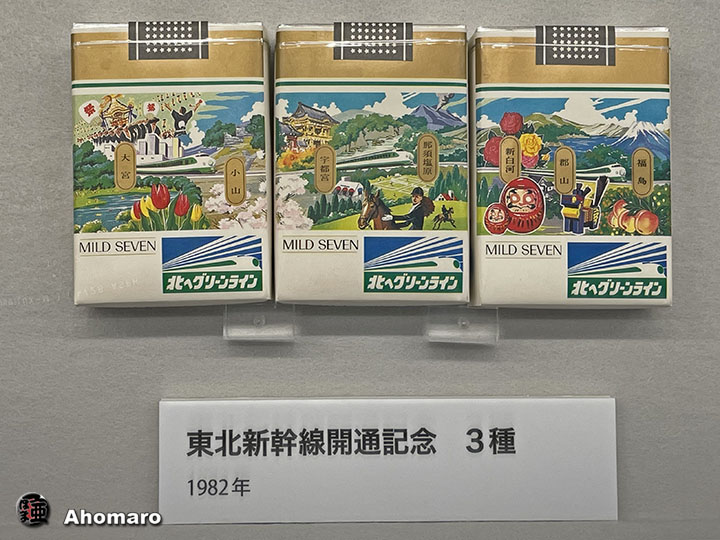 祭
大宮
小山
MILD SEVEN
北へグリーンライン
宇都宮
那須塩原
MILD SEVEN
北へグリーンライン
新白河
郡山
福島
MILD SEVEN
北へグリーンライン
東北新幹線開通記念　3種
1982年
Ahomaro